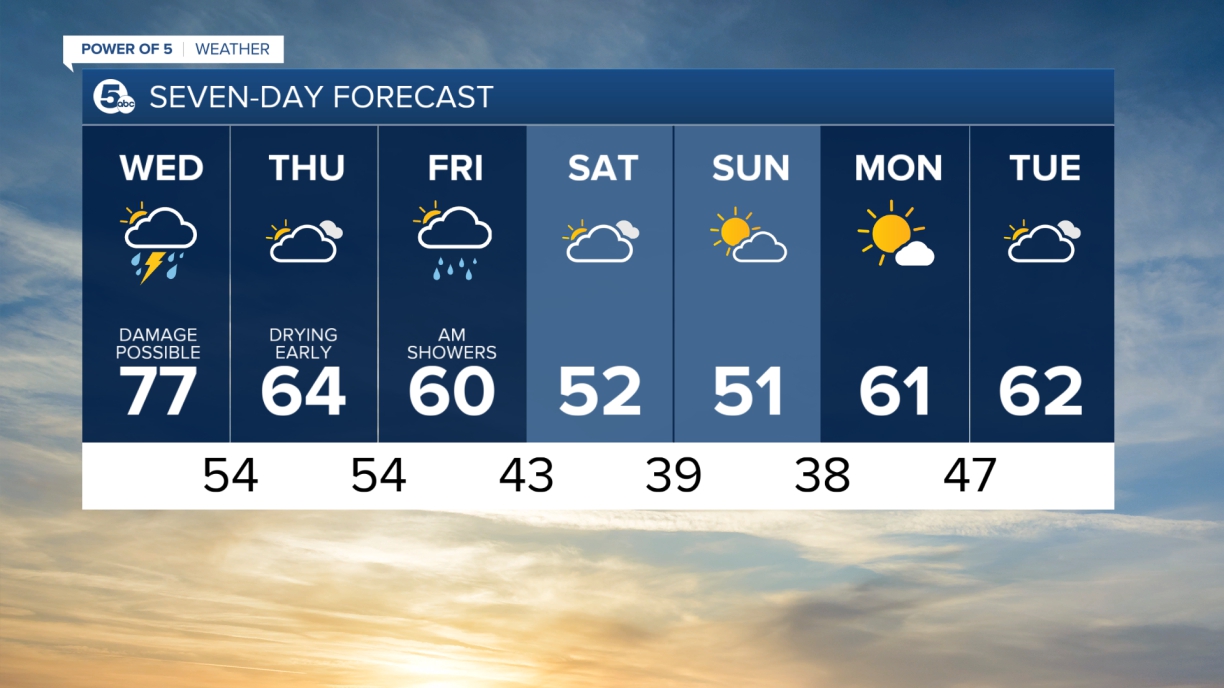 POWER OF 5 | WEATHER
5 abc SEVEN-DAY FORECAST
WED THU FRI SAT SUN MON TUE
DAMAGE POSSIBLE
DRYING EARLY
AM SHOWERS
77 64 60 52 51 61 62
54 54 43 39 38 47